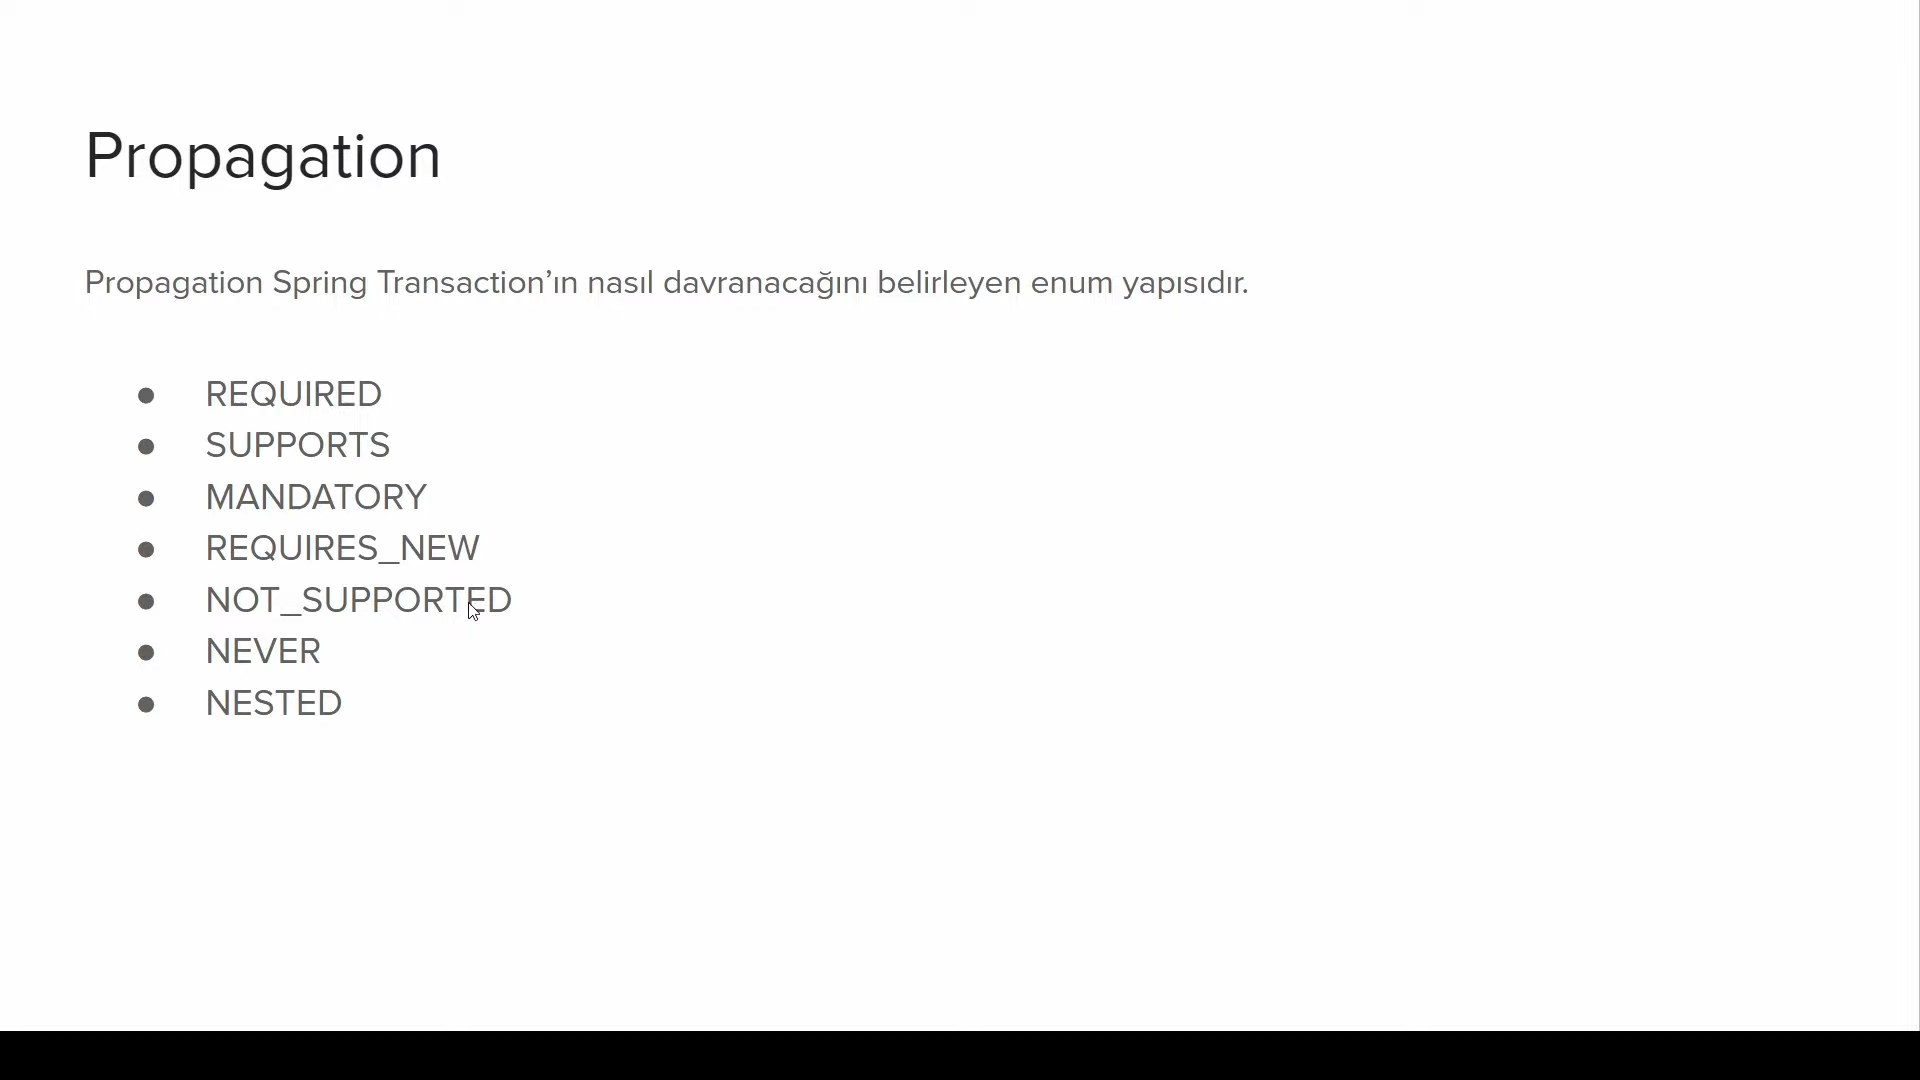 Propagation
Propagation Spring Transaction’ın nasıl davranacağını belirleyen enum yapısıdır.
● REQUIRED
● SUPPORTS
● MANDATORY
● REQUIRES_NEW
● NOT_SUPPORTED
● NEVER
● NESTED